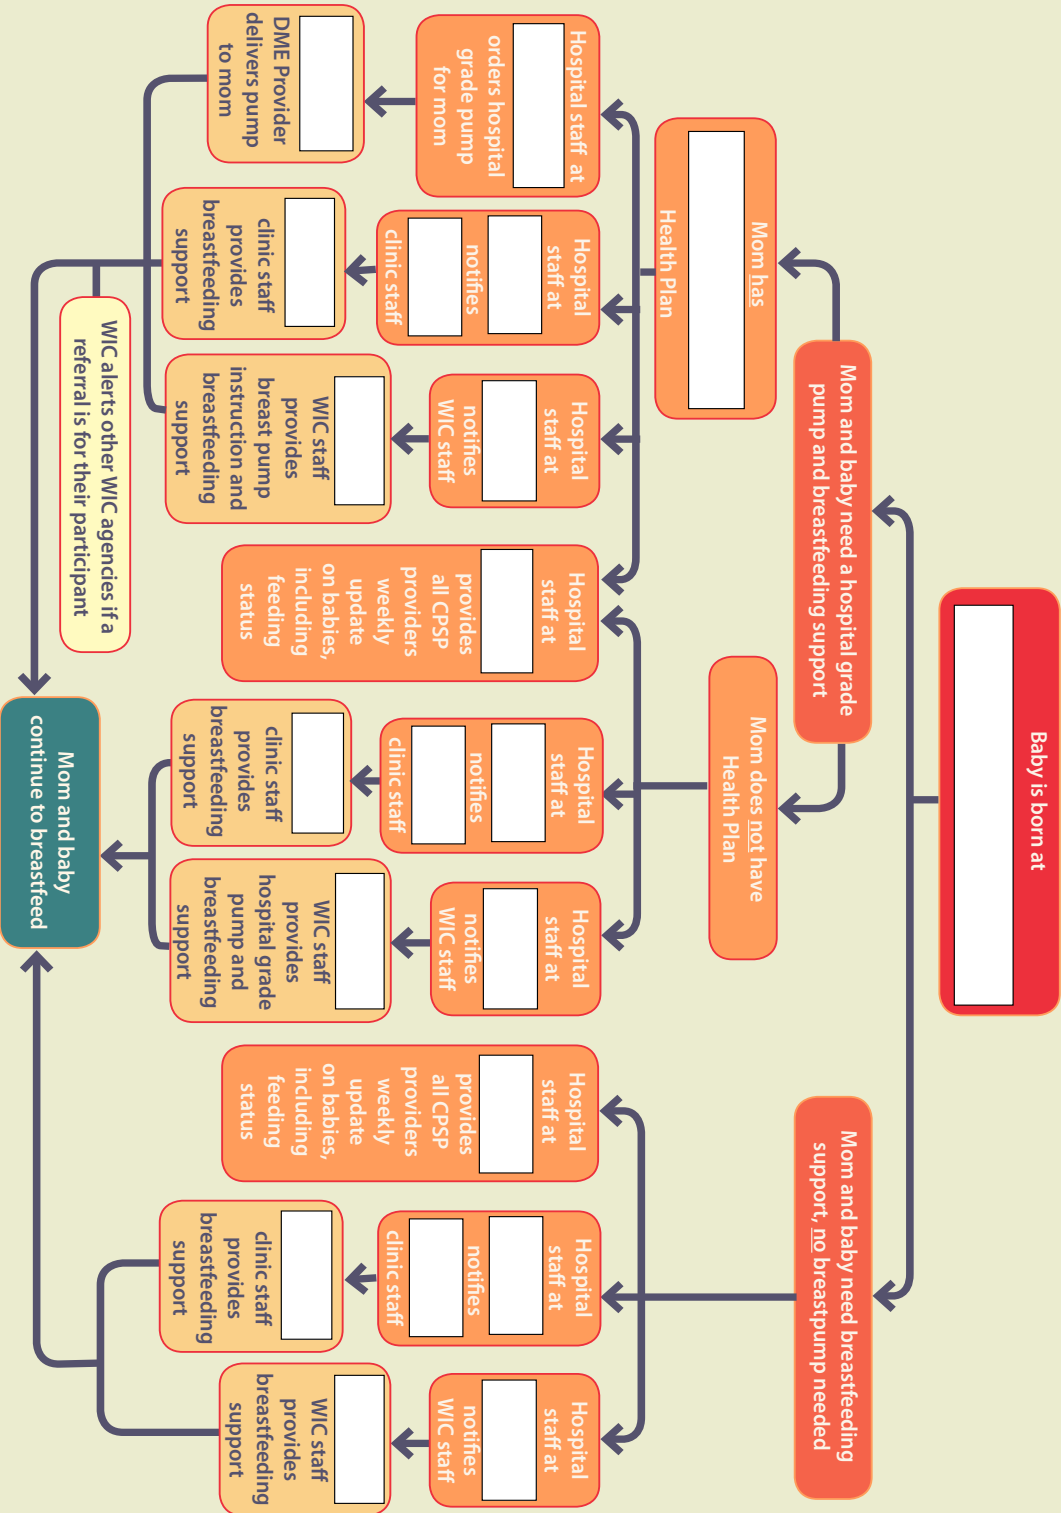 Baby is born at
Mom and baby need a hospital grade
pump and breastfeeding support
Mom and baby need breastfeeding
support, no breastpump needed
Mom has
Health Plan
Mom does not have
Health Plan
Hospital staff at
orders hospital
grade pump
for mom
Hospital
staff at
notifies
clinic staff
Hospital
staff at
notifies
WIC staff
Hospital
staff at
provides
all CPSP
providers
weekly
update
on babies,
including
feeding
status
Hospital
staff at
notifies
clinic staff
Hospital
staff at
notifies
WIC staff
Hospital
staff at
provides
all CPSP
providers
weekly
update
on babies,
including
feeding
status
Hospital
staff at
notifies
clinic staff
Hospital
staff at
notifies
WIC staff
DME Provider
delivers pump
to mom
clinic staff
provides
breastfeeding
support
WIC staff
provides
breast pump
instruction and
breastfeeding
support
clinic staff
provides
breastfeeding
support
WIC staff
provides
hospital grade
pump and
breastfeeding
support
clinic staff
provides
breastfeeding
support
WIC staff
provides
breastfeeding
support
WIC alerts other WIC agencies if a
referral is for their participant
Mom and baby
continue to breastfeed